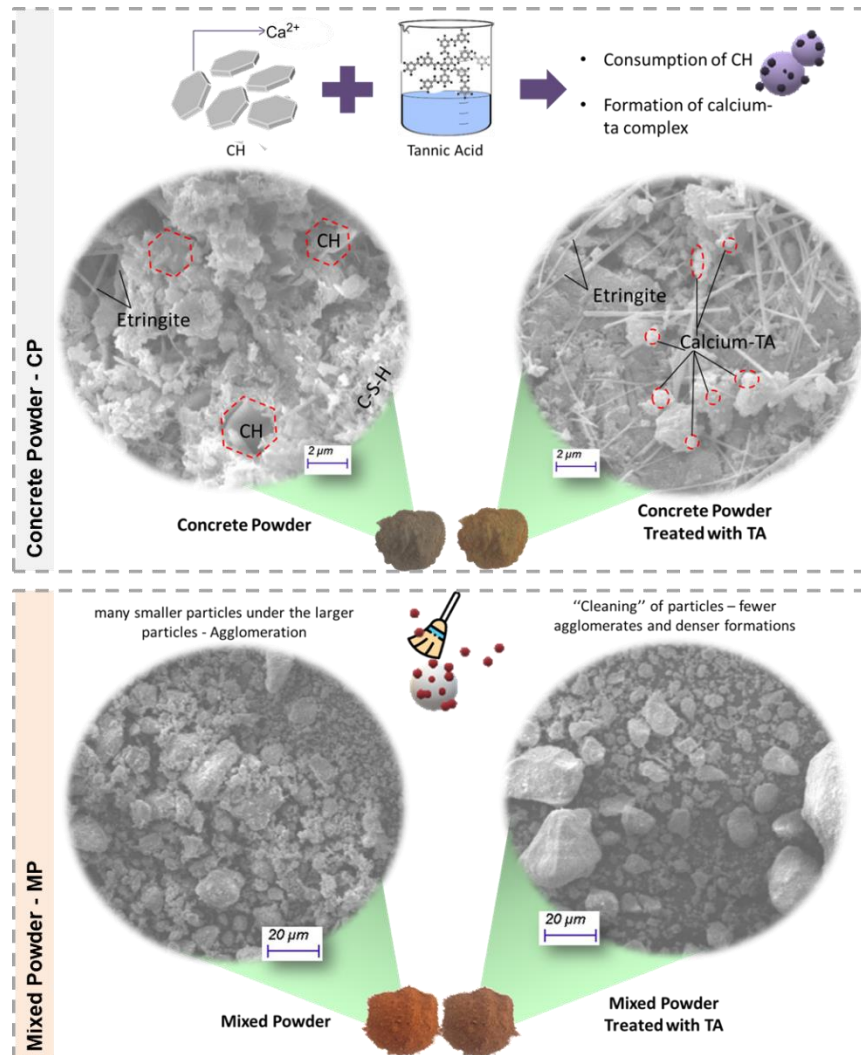 Concrete Powder - CP
Ca2+
CH
Tannic Acid
• Consumption of CH
• Formation of calcium-
ta complex
CH
Etringite
CH
C-S-H
2 µm
Etringite
Calcium-TA
2 µm
Concrete Powder
Concrete Powder
Treated with TA
Mixed Powder - MP
many smaller particles under the larger
particles - Agglomeration
“Cleaning” of particles – fewer
agglomerates and denser formations
20 µm
20 µm
Mixed Powder
Mixed Powder
Treated with TA